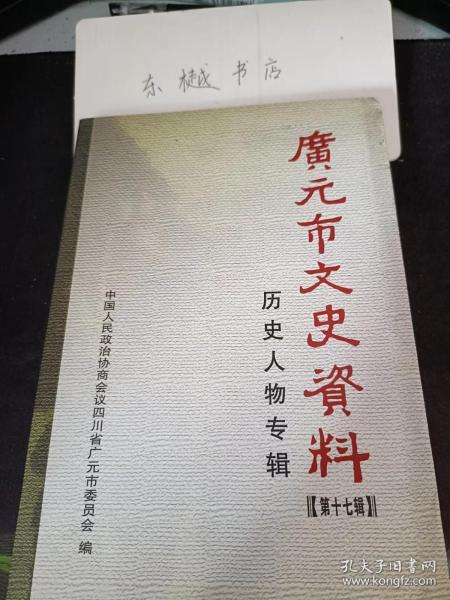 东樾书店
廣元市文史資料
【第十七辑】
历史人物专辑
中国人民政治协商会议四川省广元市委员会 编
孔夫子旧书网
www.kongfz.com